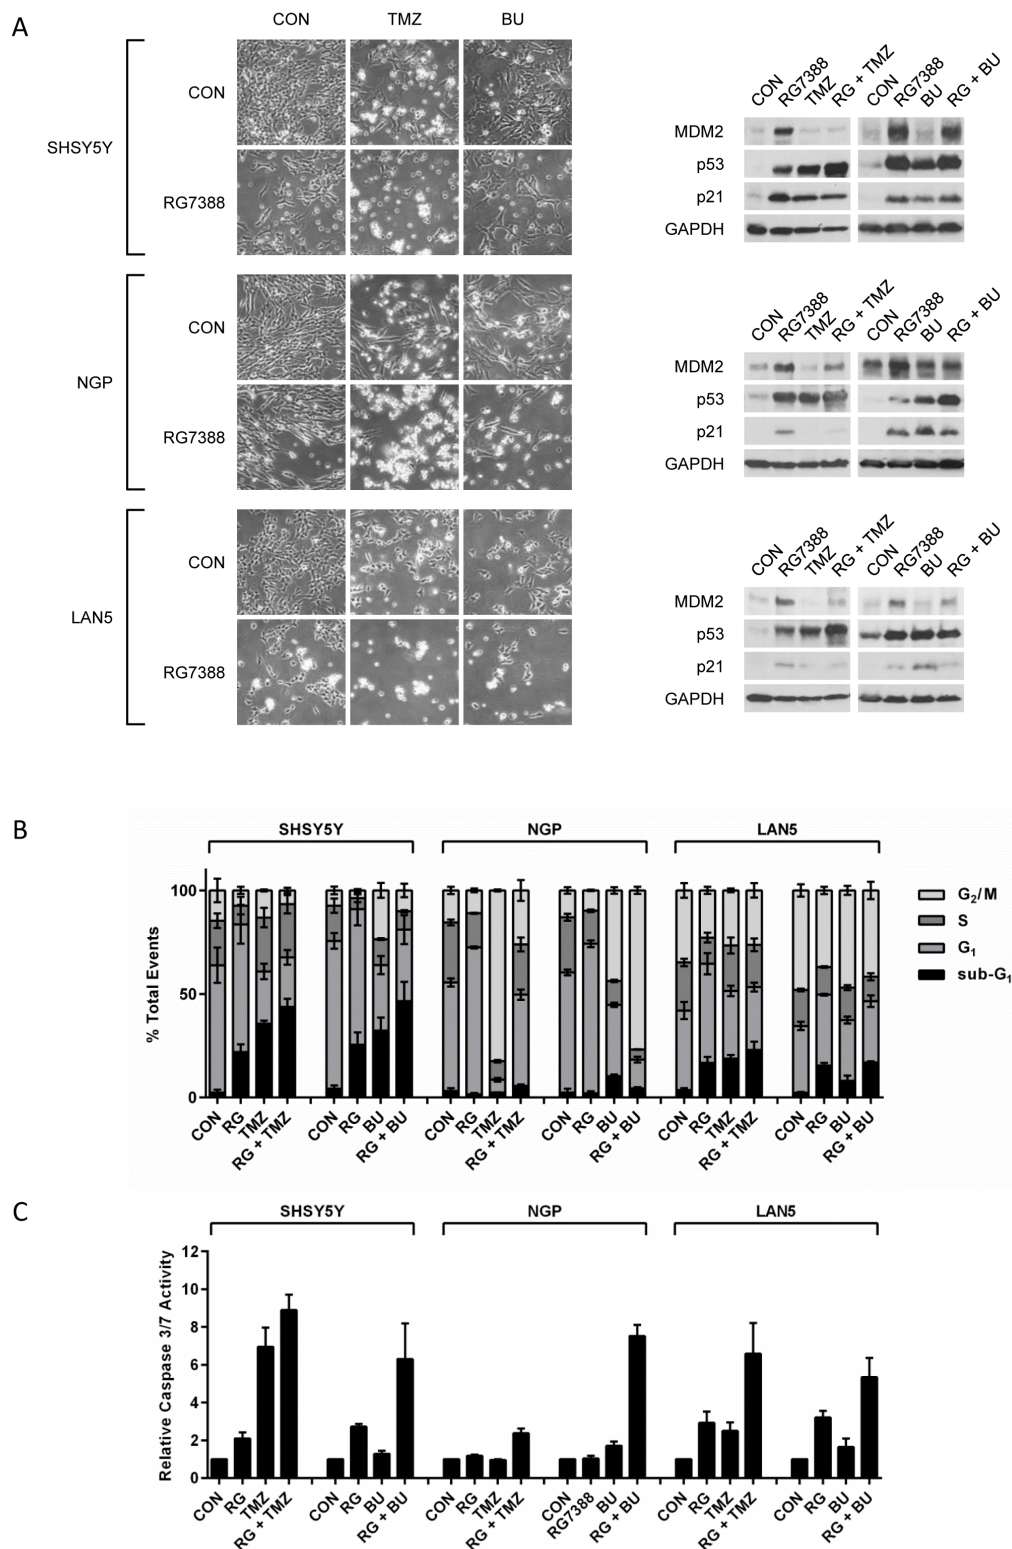 A
CON TMZ BU
SHSY5Y
CON
RG7388
CON RG7388 TMZ RG + TMZ CON RG7388 BU RG + BU
MDM2
p53
p21
GAPDH
NGP
CON
RG7388
CON RG7388 TMZ RG + TMZ CON RG7388 BU RG + BU
MDM2
p53
p21
GAPDH
LAN5
CON
RG7388
CON RG7388 TMZ RG + TMZ CON RG7388 BU RG + BU
MDM2
p53
p21
GAPDH
B
SHSY5Y NGP LAN5
% Total Events
100
50
0
G₂/M
S
G₁
sub-G₁
CON RG TMZ RG + TMZ CON RG BU RG + BU CON RG TMZ RG + TMZ CON RG BU RG + BU CON RG TMZ RG + TMZ CON RG BU RG + BU
C
SHSY5Y NGP LAN5
Relative Caspase 3/7 Activity
12
10
8
6
4
2
0
CON RG TMZ RG + TMZ CON RG BU RG + BU CON RG TMZ RG + TMZ CON RG7388 BU RG + BU CON RG TMZ RG + TMZ CON RG BU RG + BU